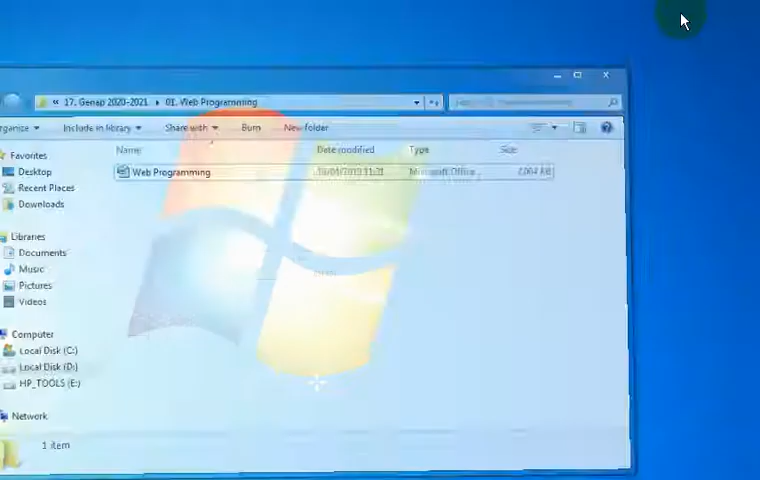 « 17. Genap 2020-2021 ▸ 01. Web Programming
Organize Include in library Share with Burn New folder
Name Date modified Type Size
Web Programming Microsoft Office...
Favorites
Desktop
Recent Places
Downloads
Libraries
Documents
Music
Pictures
Videos
Computer
Local Disk (C:)
Local Disk (D:)
HP_TOOLS (E:)
Network
1 item